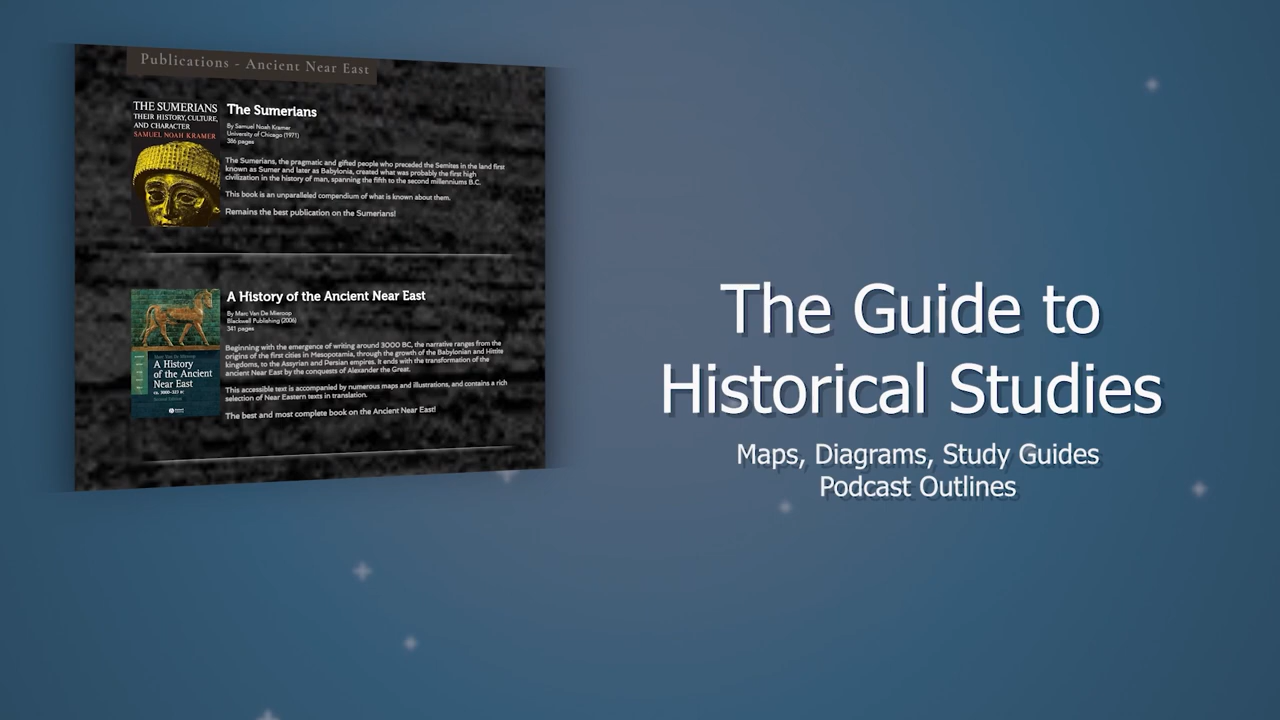 Publications - Ancient Near East
THE SUMERIANS
THEIR HISTORY, CULTURE,
AND CHARACTER
SAMUEL NOAH KRAMER
The Sumerians
By Samuel Noah Kramer
University of Chicago (1971)
386 pages
The Sumerians, the pragmatic and gifted people who preceded the Semites in the land first
known as Sumer and later as Babylonia, created what was probably the first high
civilization in the history of man, spanning the fifth to the second millenniums B.C.
This book is an unparalleled compendium of what is known about them.
Remains the best publication on the Sumerians!
Marc Van De Mieroop
A History
of the Ancient
Near East
ca. 3000-323 BC
Second Edition
A History of the Ancient Near East
By Marc Van De Mieroop
Blackwell Publishing (2006)
341 pages
Beginning with the emergence of writing around 3000 BC, the narrative ranges from the
origins of the first cities in Mesopotamia, through the growth of the Babylonian and Hittite
kingdoms, to the Assyrian and Persian empires. It ends with the transformation of the
ancient Near East by the conquests of Alexander the Great.
This accessible text is accompanied by numerous maps and illustrations, and contains a rich
selection of Near Eastern texts in translation.
The best and most complete book on the Ancient Near East!
The Guide to
Historical Studies
Maps, Diagrams, Study Guides
Podcast Outlines